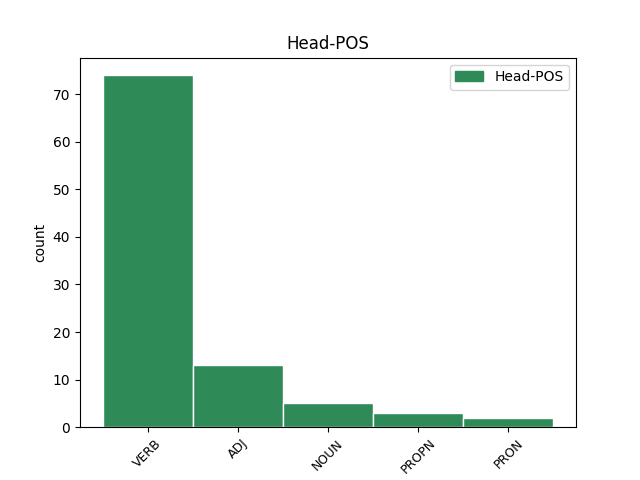 Head-POS
Head-POS
70
60
50
40
30
20
10
0
count
VERB
ADJ
NOUN
PROPN
PRON